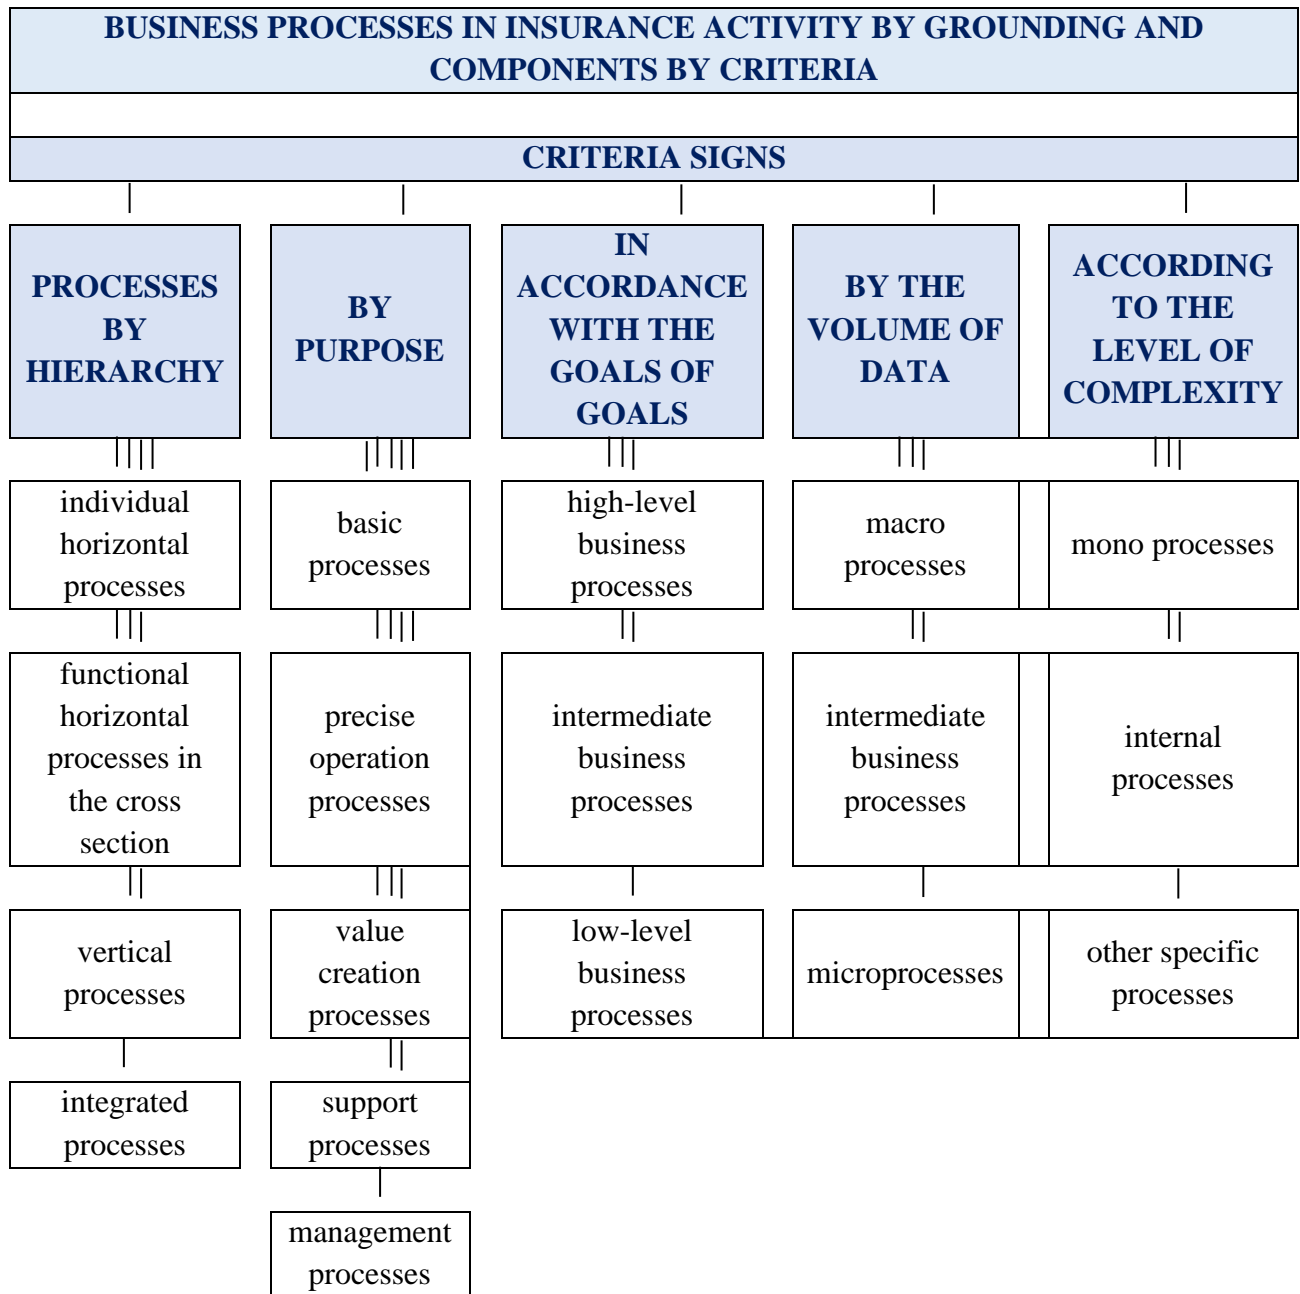 BUSINESS PROCESSES IN INSURANCE ACTIVITY BY GROUNDING AND
COMPONENTS BY CRITERIA
CRITERIA SIGNS
PROCESSES
BY
HIERARCHY
BY
PURPOSE
IN
ACCORDANCE
WITH THE
GOALS OF
GOALS
BY THE
VOLUME OF
DATA
ACCORDING
TO THE
LEVEL OF
COMPLEXITY
individual
horizontal
processes
basic
processes
high-level
business
processes
macro
processes
mono processes
functional
horizontal
processes in
the cross
section
precise
operation
processes
intermediate
business
processes
intermediate
business
processes
internal
processes
vertical
processes
value
creation
processes
low-level
business
processes
microprocesses
other specific
processes
integrated
processes
support
processes
management
processes